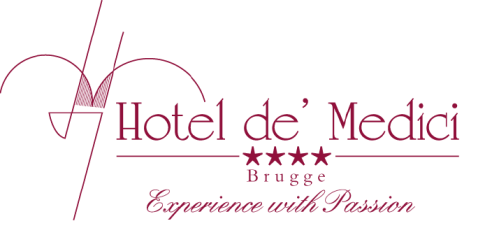 Hotel de' Medici
★★★★
Brugge
Experience with Passion